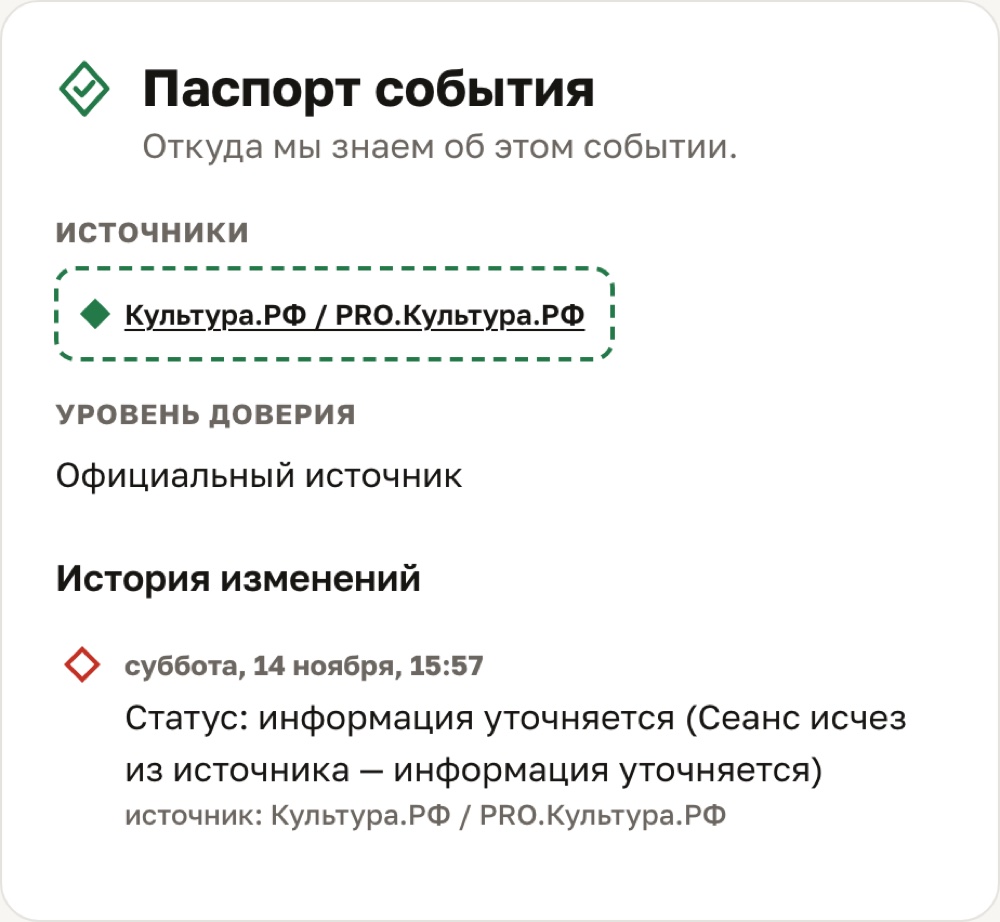 Паспорт события
Откуда мы знаем об этом событии.
ИСТОЧНИКИ
Культура.РФ / PRO.Культура.РФ
УРОВЕНЬ ДОВЕРИЯ
Официальный источник
История изменений
суббота, 14 ноября, 15:57
Статус: информация уточняется (Сеанс исчез
из источника — информация уточняется)
источник: Культура.РФ / PRO.Культура.РФ